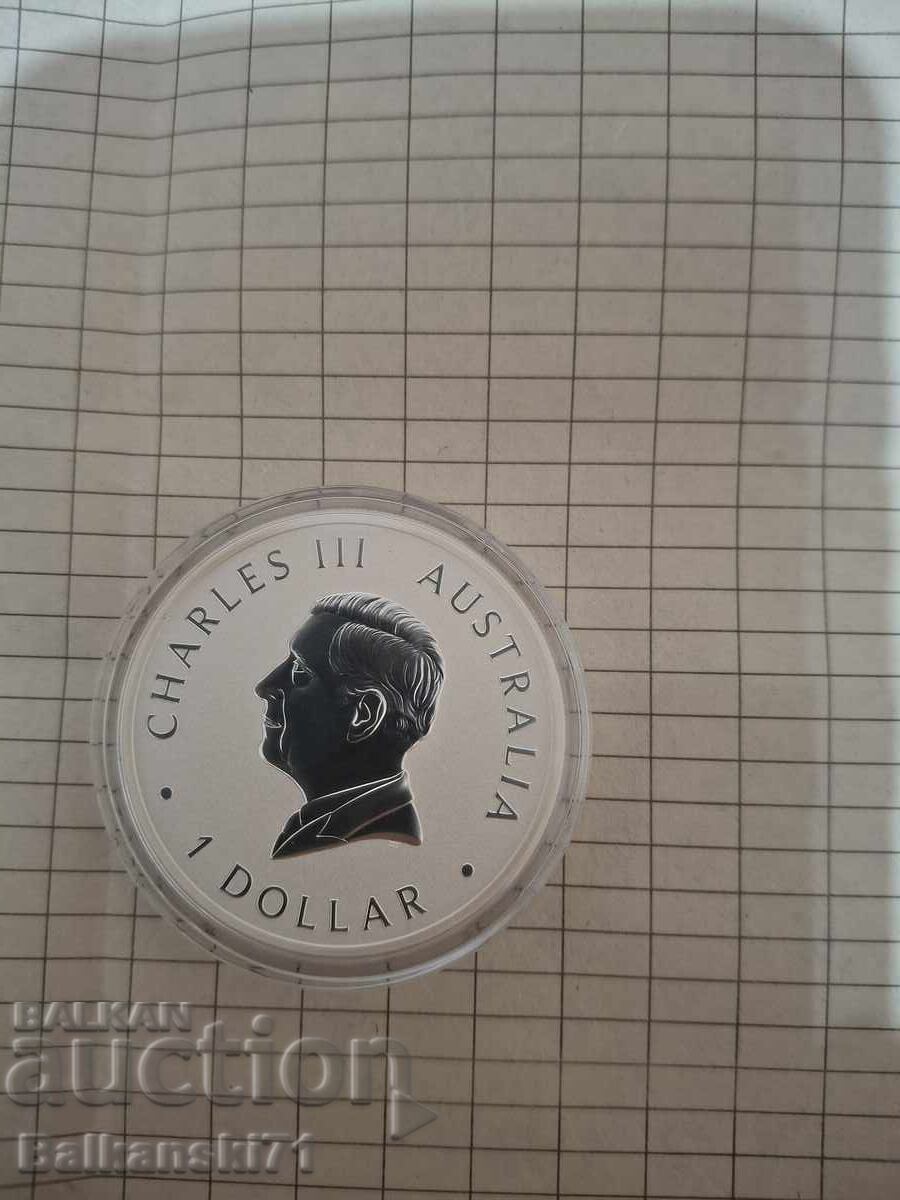 CHARLES III AUSTRALIA
1 DOLLAR
BALKAN
auction
Balkanski71